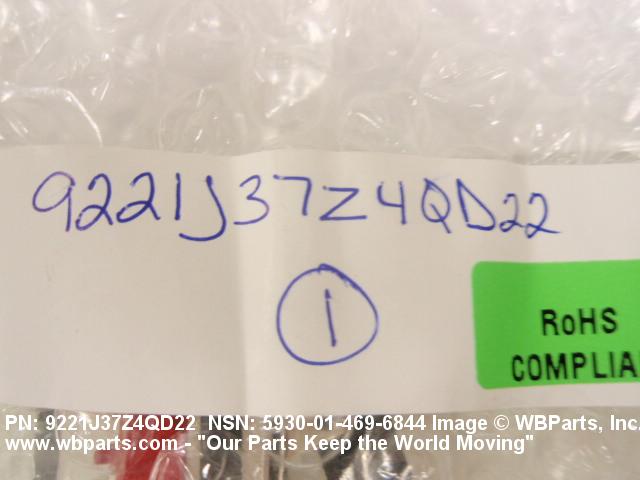 9221J37Z4QD22
1
RoHS
COMPLIA
PN: 9221J37Z4QD22 NSN: 5930-01-469-6844 Image © WBParts, Inc.
www.wbparts.com - "Our Parts Keep the World Moving"